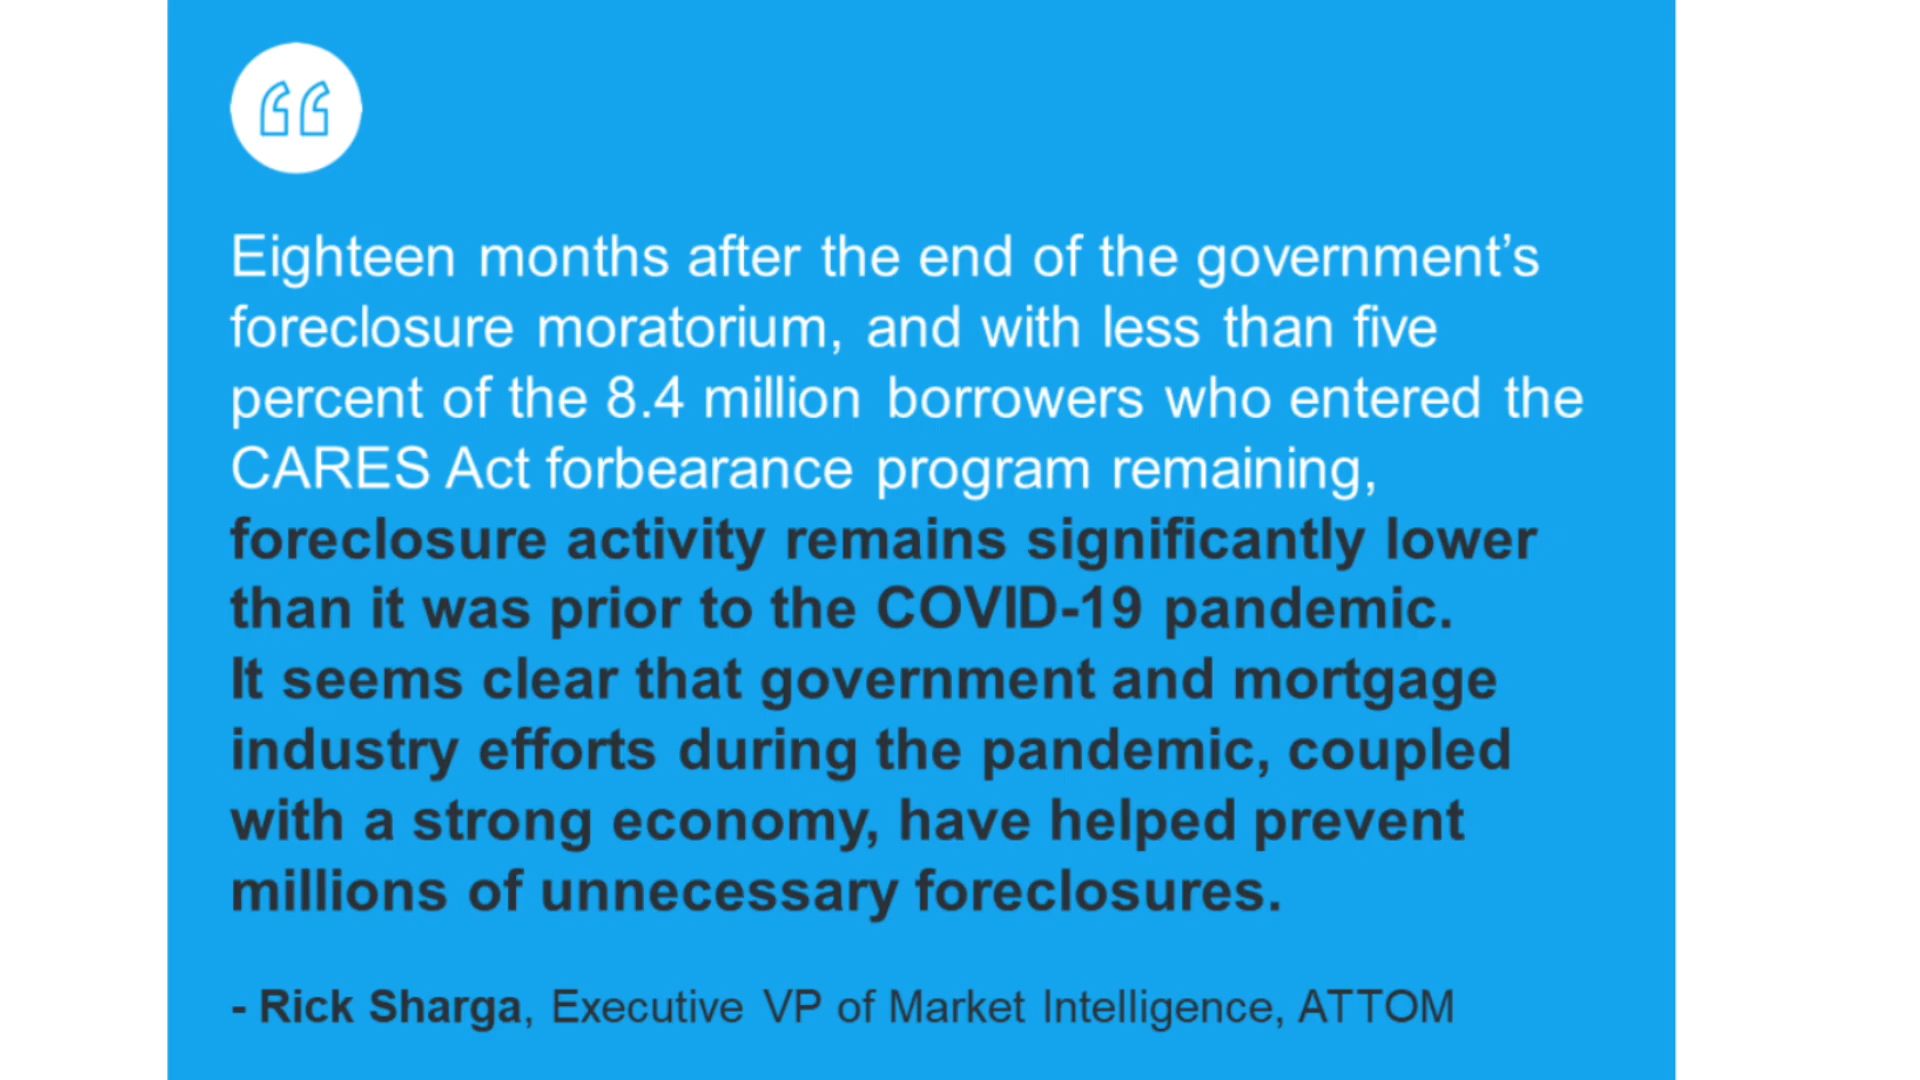 Eighteen months after the end of the government’s
foreclosure moratorium, and with less than five
percent of the 8.4 million borrowers who entered the
CARES Act forbearance program remaining,
foreclosure activity remains significantly lower
than it was prior to the COVID-19 pandemic.
It seems clear that government and mortgage
industry efforts during the pandemic, coupled
with a strong economy, have helped prevent
millions of unnecessary foreclosures.
- Rick Sharga, Executive VP of Market Intelligence, ATTOM